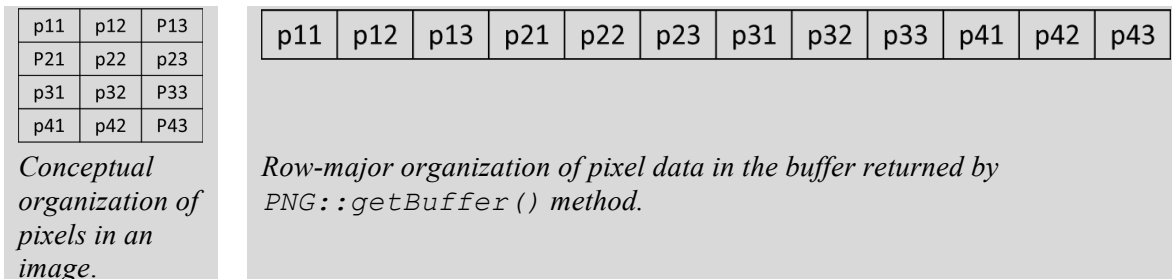 p11 p12 P13
P21 p22 p23
p31 p32 P33
p41 p42 P43
Conceptual
organization of
pixels in an
image.
p11 p12 p13 p21 p22 p23 p31 p32 p33 p41 p42 p43
Row-major organization of pixel data in the buffer returned by
PNG::getBuffer() method.